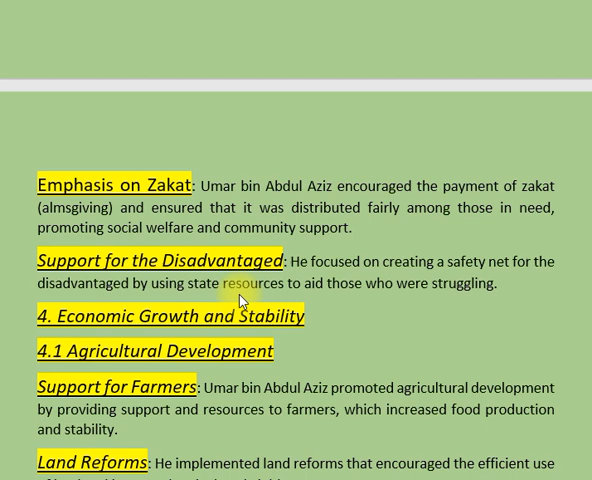 Emphasis on Zakat: Umar bin Abdul Aziz encouraged the payment of zakat
(almsgiving) and ensured that it was distributed fairly among those in need,
promoting social welfare and community support.
Support for the Disadvantaged: He focused on creating a safety net for the
disadvantaged by using state resources to aid those who were struggling.
4. Economic Growth and Stability
4.1 Agricultural Development
Support for Farmers: Umar bin Abdul Aziz promoted agricultural development
by providing support and resources to farmers, which increased food production
and stability.
Land Reforms: He implemented land reforms that encouraged the efficient use